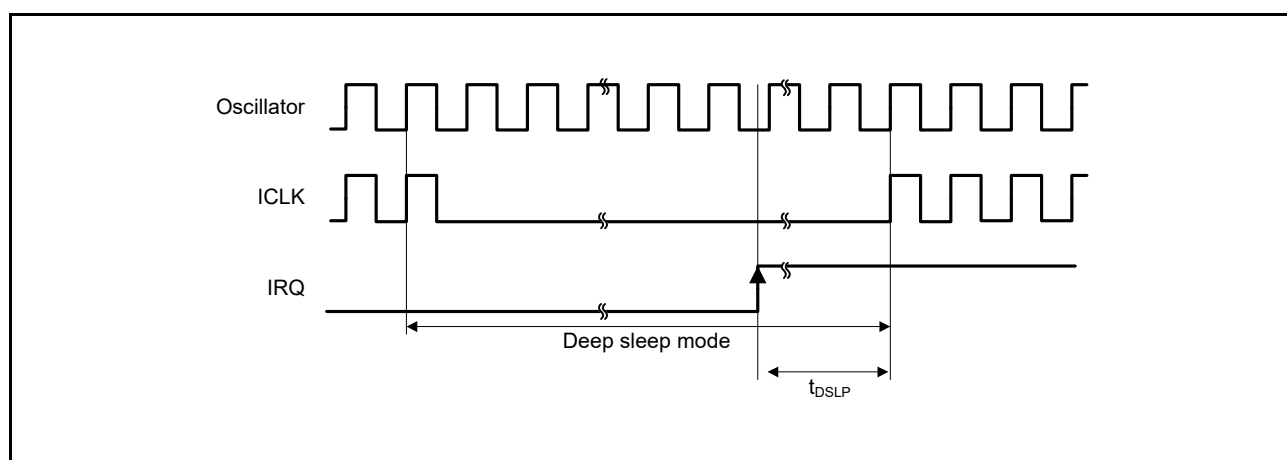 Oscillator
ICLK
IRQ
Deep sleep mode
tDSLP